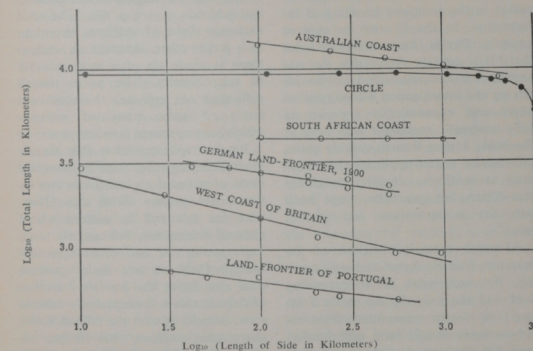 AUSTRALIAN COAST
4.0
CIRCLE
SOUTH AFRICAN COAST
3.5
GERMAN LAND-FRONTIER, 1900
WEST COAST OF BRITAIN
3.0
LAND-FRONTIER OF PORTUGAL
Log₁₀ (Total Length in Kilometers)
1.0 1.5 2.0 2.5 3.0
Log₁₀ (Length of Side in Kilometers)